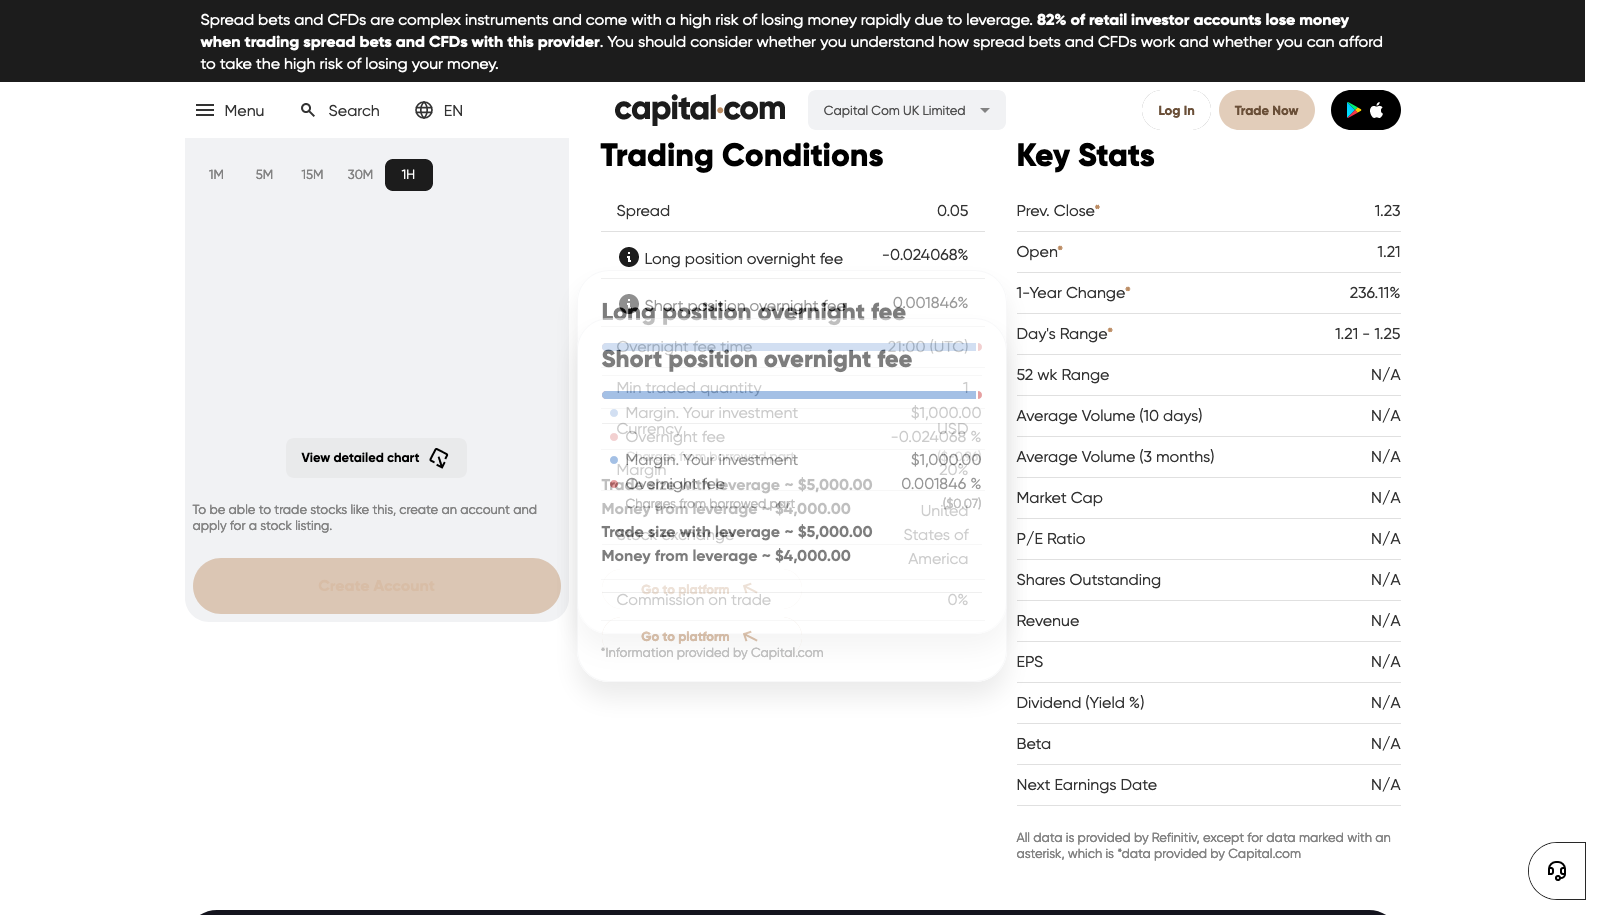 Spread bets and CFDs are complex instruments and come with a high risk of losing money rapidly due to leverage. 82% of retail investor accounts lose money
when trading spread bets and CFDs with this provider. You should consider whether you understand how spread bets and CFDs work and whether you can afford
to take the high risk of losing your money.
Menu Search EN capital.com Capital Com UK Limited Log In Trade Now
1M 5M 15M 30M 1H
View detailed chart
To be able to trade stocks like this, create an account and
apply for a stock listing.
Create Account
Trading Conditions
Spread 0.05
Long position overnight fee -0.024068%
Short position overnight fee 0.001846%
Long position overnight fee
Overnight fee time 21:00 (UTC)
Short position overnight fee
Min traded quantity 1
Margin. Your investment $1,000.00
Currency USD
Overnight fee -0.024068 %
Margin. Your investment $1,000.00
Margin 20%
Overnight fee 0.001846 %
Trade size with leverage ~ $5,000.00
Charges from borrowed part ($0.07)
Money from leverage ~ $4,000.00
Trade size with leverage ~ $5,000.00
Stock exchange United
States of
America
Money from leverage ~ $4,000.00
Go to platform
Commission on trade 0%
Go to platform
*Information provided by Capital.com
Key Stats
Prev. Close* 1.23
Open* 1.21
1-Year Change* 236.11%
Day's Range* 1.21 - 1.25
52 wk Range N/A
Average Volume (10 days) N/A
Average Volume (3 months) N/A
Market Cap N/A
P/E Ratio N/A
Shares Outstanding N/A
Revenue N/A
EPS N/A
Dividend (Yield %) N/A
Beta N/A
Next Earnings Date N/A
All data is provided by Refinitiv, except for data marked with an
asterisk, which is *data provided by Capital.com